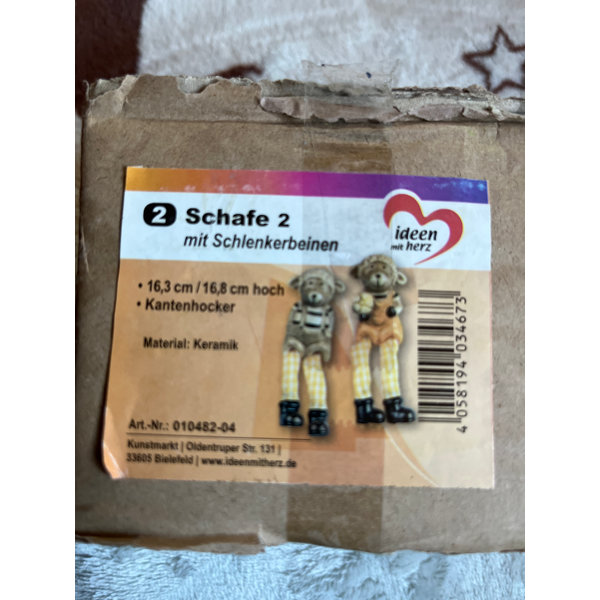 2 Schafe 2
mit Schlenkerbeinen
ideen
mit herz
• 16,3 cm / 16,8 cm hoch
• Kantenhocker
Material: Keramik
Art.-Nr.: 010482-04
Kunstmarkt | Oldentruper Str. 131 |
33605 Bielefeld | www.ideenmitherz.de
4 058194 034673